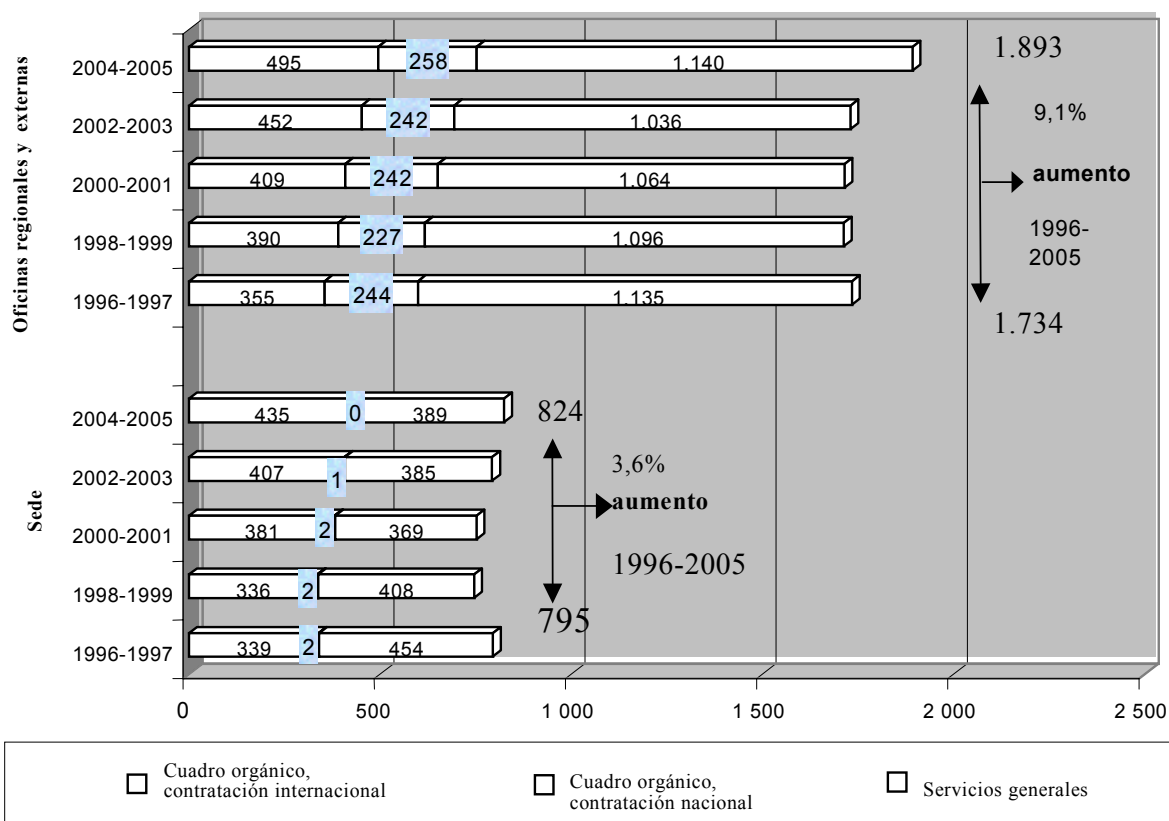 Oficinas regionales y externas
2004-2005 495 258 1.140 1.893
2002-2003 452 242 1.036
9,1%
2000-2001 409 242 1.064
aumento
1998-1999 390 227 1.096
1996-
2005
1996-1997 355 244 1.135
1.734
Sede
2004-2005 435 0 389 824
2002-2003 407 1 385
3,6%
aumento
2000-2001 381 2 369
1996-2005
1998-1999 336 2 408
795
1996-1997 339 2 454
0 500 1 000 1 500 2 000 2 500
Cuadro orgánico,
contratación internacional
Cuadro orgánico,
contratación nacional
Servicios generales